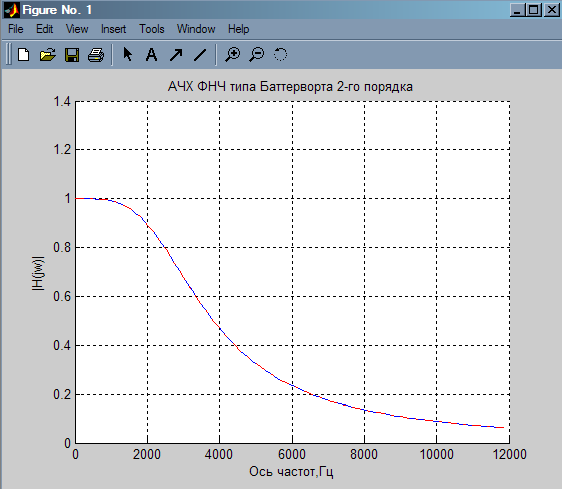 Figure No. 1
File Edit View Insert Tools Window Help
A
АЧХ ФНЧ типа Баттерворта 2-го порядка
1.4
1.2
1
0.8
0.6
0.4
0.2
0
|H(jw)|
0 2000 4000 6000 8000 10000 12000
Ось частот,Гц